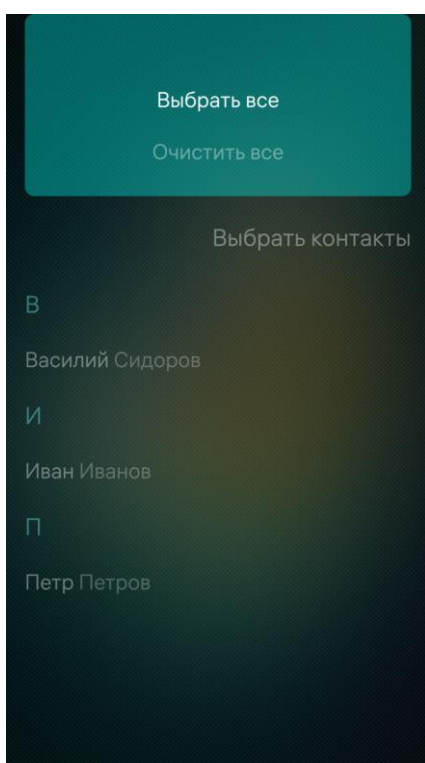 Выбрать все
Очистить все
Выбрать контакты
В
Василий Сидоров
И
Иван Иванов
П
Петр Петров